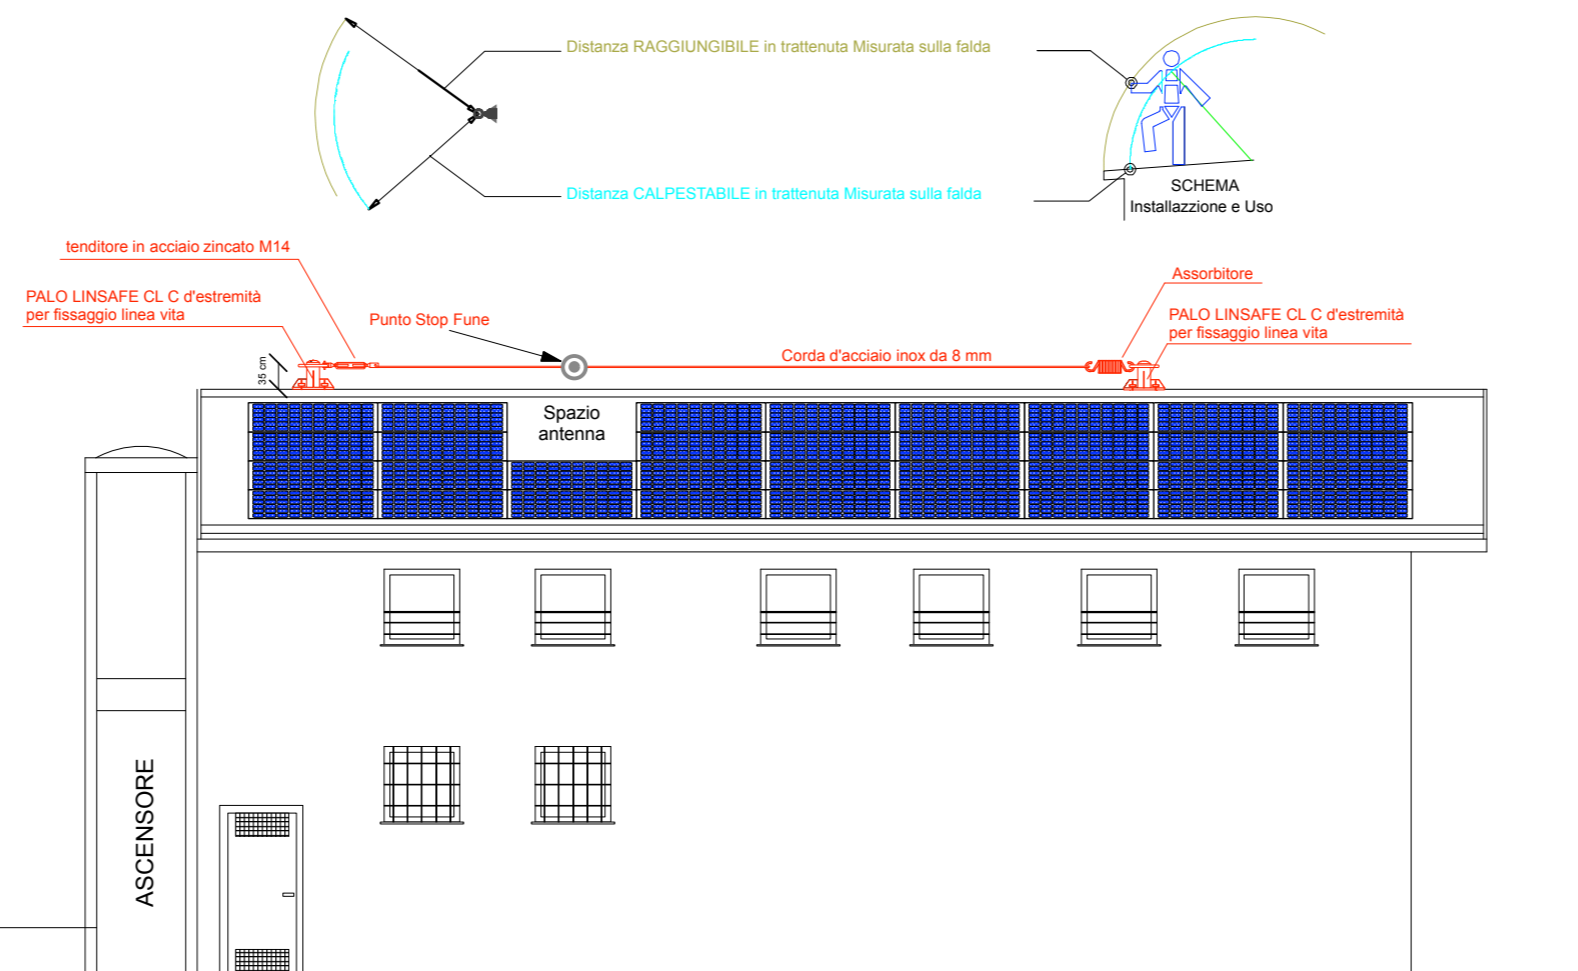 Distanza RAGGIUNGIBILE in trattenuta Misurata sulla falda
Distanza CALPESTABILE in trattenuta Misurata sulla falda
SCHEMA
Installazzione e Uso
tenditore in acciaio zincato M14
PALO LINSAFE CL C d'estremità
per fissaggio linea vita
Punto Stop Fune
Assorbitore
PALO LINSAFE CL C d'estremità
per fissaggio linea vita
Corda d'acciaio inox da 8 mm
35 cm
Spazio
antenna
ASCENSORE